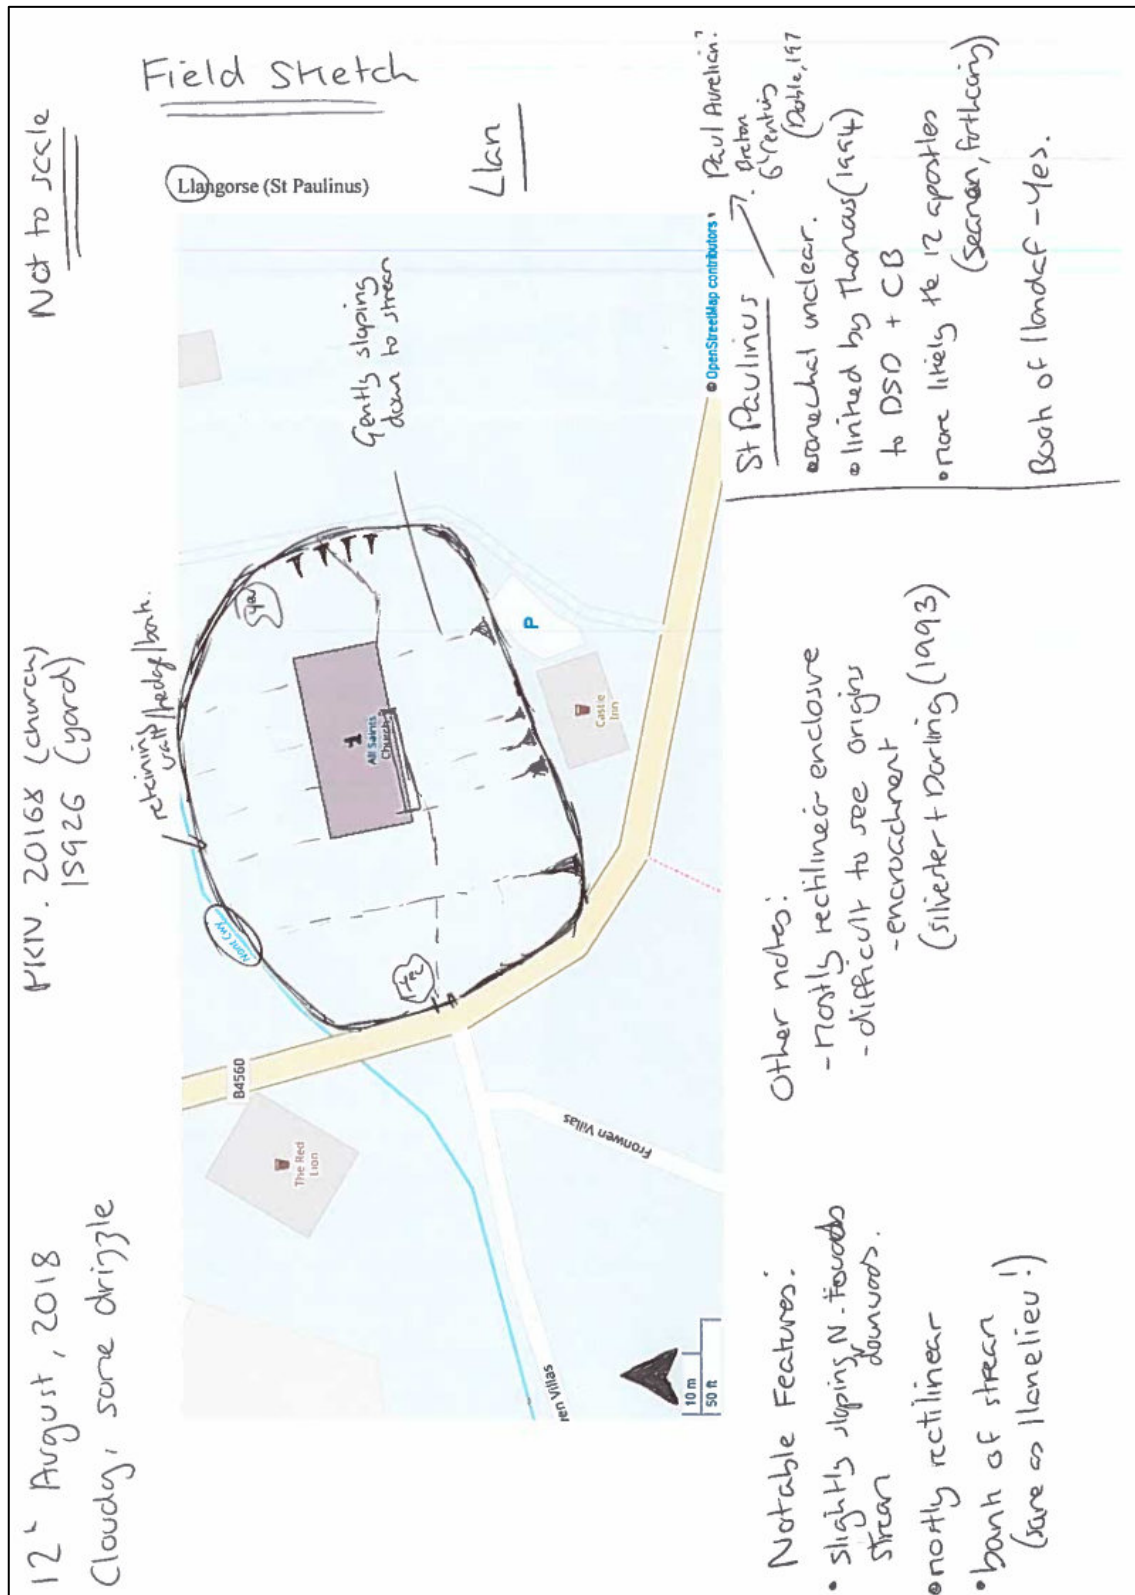 12ᵗ August, 2018
Cloudy, some drizzle
PRN. 20168 (church)
15926 (yard)
Not to scale
Field Sketch
Llangorse (St Paulinus)
Llan
retaining
wall/hedge/bank.
Gently sloping
down to stream
Nant Cwy
B4560
The Red
Lion
yew
yew
All Saints
Church
P
Castle
Inn
Fronwen Villas
wen Villas
10 m
50 ft
© OpenStreetMap contributors
Notable Features:
• slightly sloping N. towards
stream downwards.
• mostly rectilinear
• bank of stream
(same as llanelieu!)
Other notes:
- Mostly rectilinear enclosure
- difficult to see origins
- encroachment
(Silvester + Dorling (1993)
St Paulinus
Paul Aurelian?
Breton
6ᵗ century
(Doble, 197
• somewhat unclear.
• linked by Thomas (1994)
to DSD + CB
• more likely the 12 apostles
(Seaman, forthcoming)
Book of llandaf - Yes.